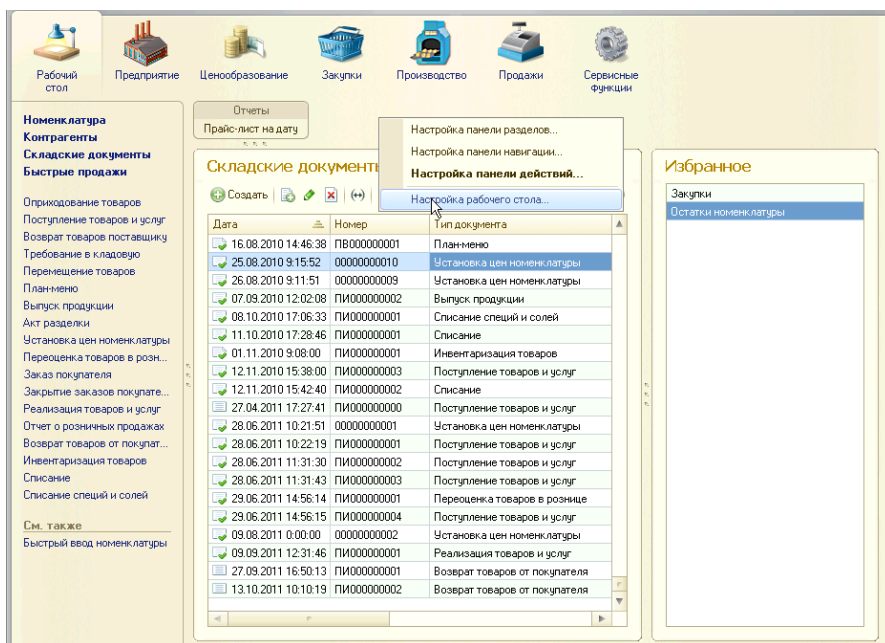 Рабочий стол
Предприятие
Ценообразование
Закупки
Производство
Продажи
Сервисные функции
Номенклатура
Контрагенты
Складские документы
Быстрые продажи
Оприходование товаров
Поступление товаров и услуг
Возврат товаров поставщику
Требование в кладовую
Перемещение товаров
План-меню
Выпуск продукции
Акт разделки
Установка цен номенклатуры
Переоценка товаров в розн...
Заказ покупателя
Закрытие заказов покупате...
Реализация товаров и услуг
Отчет о розничных продажах
Возврат товаров от покупат...
Инвентаризация товаров
Списание
Списание специй и солей
См. также
Быстрый ввод номенклатуры
Отчеты
Прайс-лист на дату
Настройка панели разделов...
Настройка панели навигации...
Настройка панели действий...
Настройка рабочего стола...
Складские документы
Создать
Дата Номер Тип документа
16.08.2010 14:46:38 ПВ000000001 План-меню
25.08.2010 9:15:52 00000000010 Установка цен номенклатуры
26.08.2010 9:11:51 00000000009 Установка цен номенклатуры
07.09.2010 12:02:08 ПИ000000002 Выпуск продукции
08.10.2010 17:06:33 ПИ000000001 Списание специй и солей
11.10.2010 17:28:46 ПИ000000001 Списание
01.11.2010 9:08:00 ПИ000000001 Инвентаризация товаров
12.11.2010 15:38:00 ПИ000000003 Поступление товаров и услуг
12.11.2010 15:42:40 ПИ000000002 Списание
27.04.2011 17:27:41 ПИ000000000 Поступление товаров и услуг
28.06.2011 10:21:51 00000000001 Установка цен номенклатуры
28.06.2011 10:22:19 ПИ000000001 Поступление товаров и услуг
28.06.2011 11:31:30 ПИ000000002 Поступление товаров и услуг
28.06.2011 11:31:43 ПИ000000003 Поступление товаров и услуг
29.06.2011 14:56:14 ПИ000000001 Переоценка товаров в рознице
29.06.2011 14:56:15 ПИ000000004 Поступление товаров и услуг
09.08.2011 0:00:00 00000000002 Установка цен номенклатуры
09.09.2011 12:31:46 ПИ000000001 Реализация товаров и услуг
27.09.2011 16:50:13 ПИ000000001 Возврат товаров от покупателя
13.10.2011 10:10:19 ПИ000000002 Возврат товаров от покупателя
Избранное
Закупки
Остатки номенклатуры